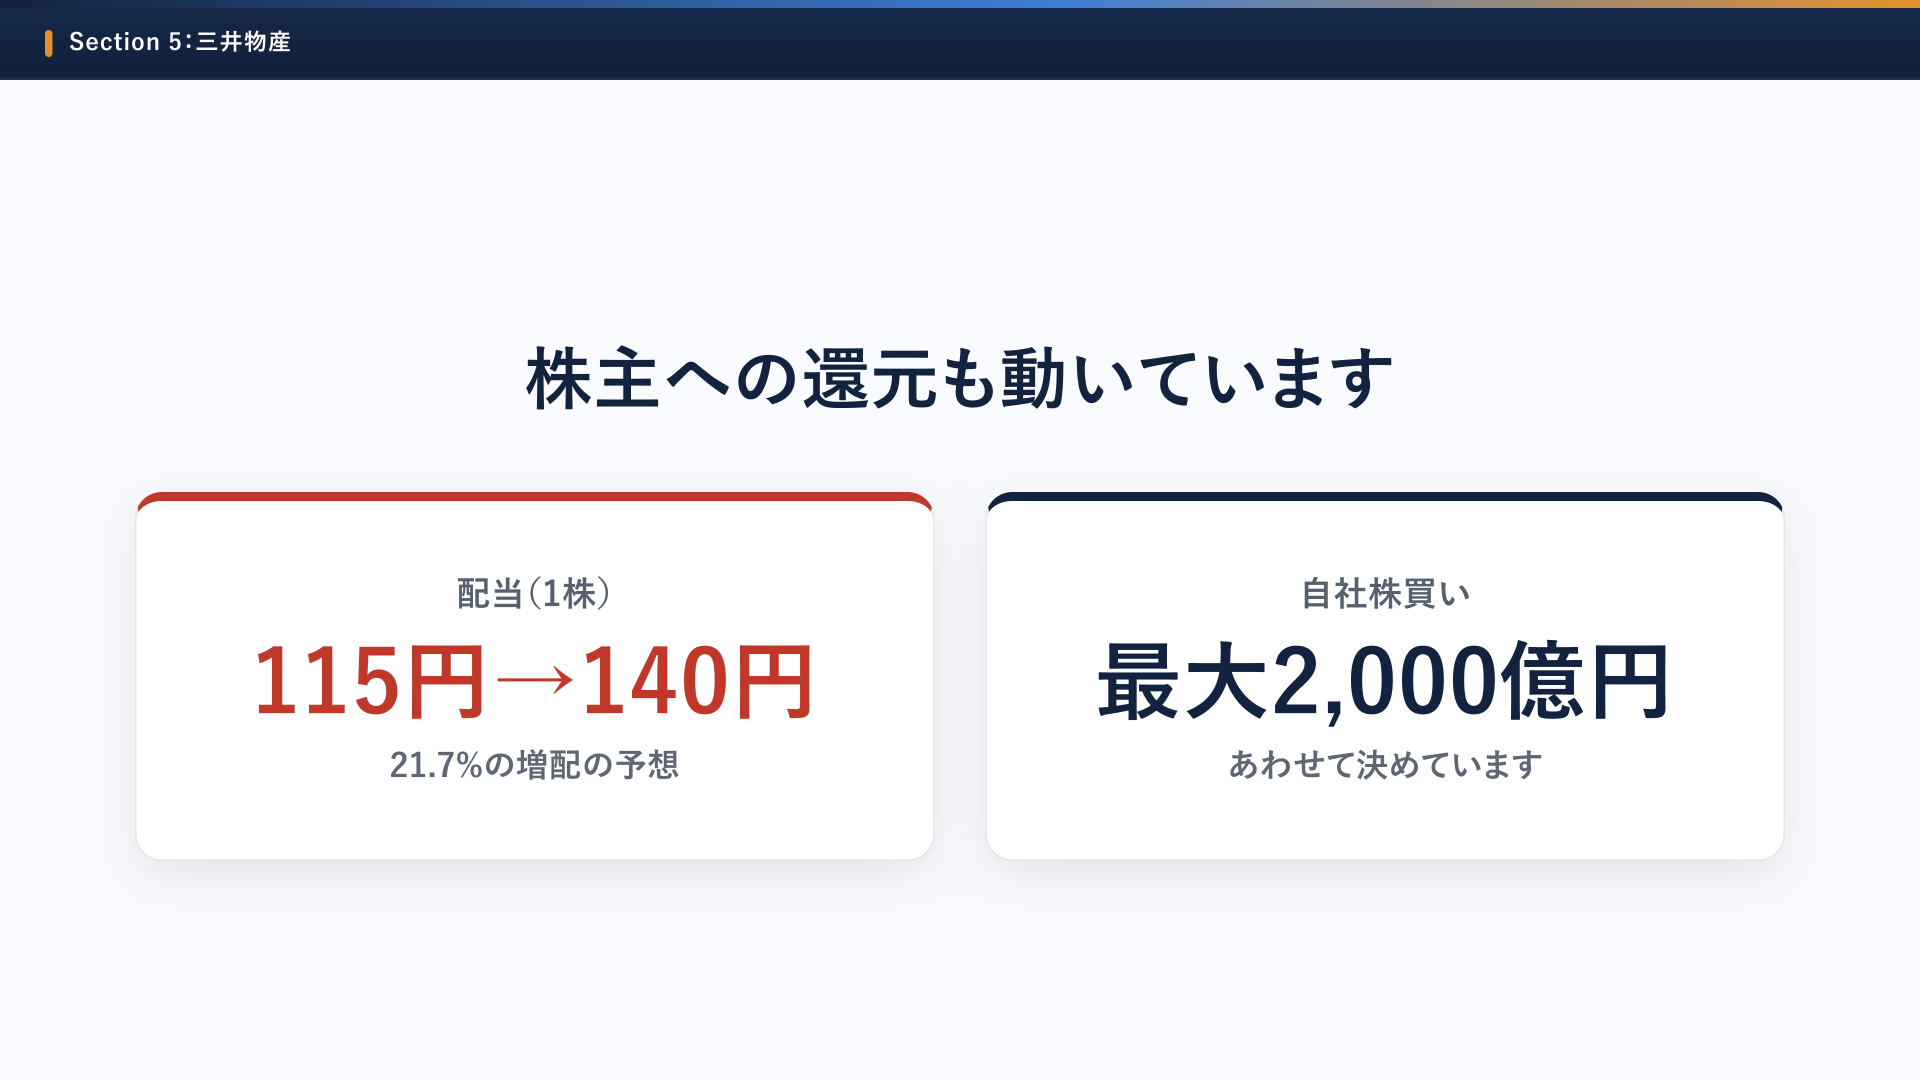 Section 5：三井物産
株主への還元も動いています
配当（1株）
115円→140円
21.7%の増配の予想
自社株買い
最大2,000億円
あわせて決めています